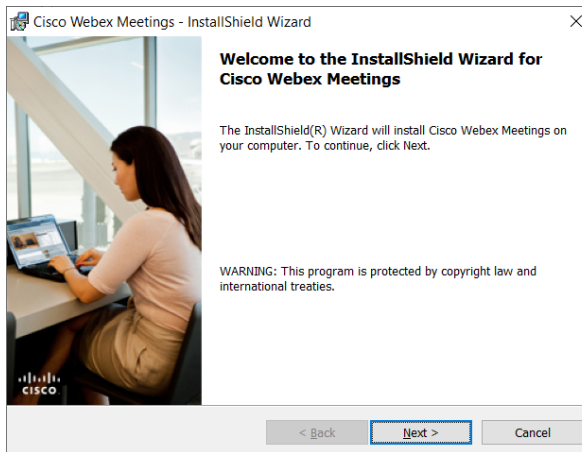 Cisco Webex Meetings - InstallShield Wizard
Welcome to the InstallShield Wizard for
Cisco Webex Meetings
The InstallShield(R) Wizard will install Cisco Webex Meetings on
your computer. To continue, click Next.
WARNING: This program is protected by copyright law and
international treaties.
CISCO
< Back
Next >
Cancel